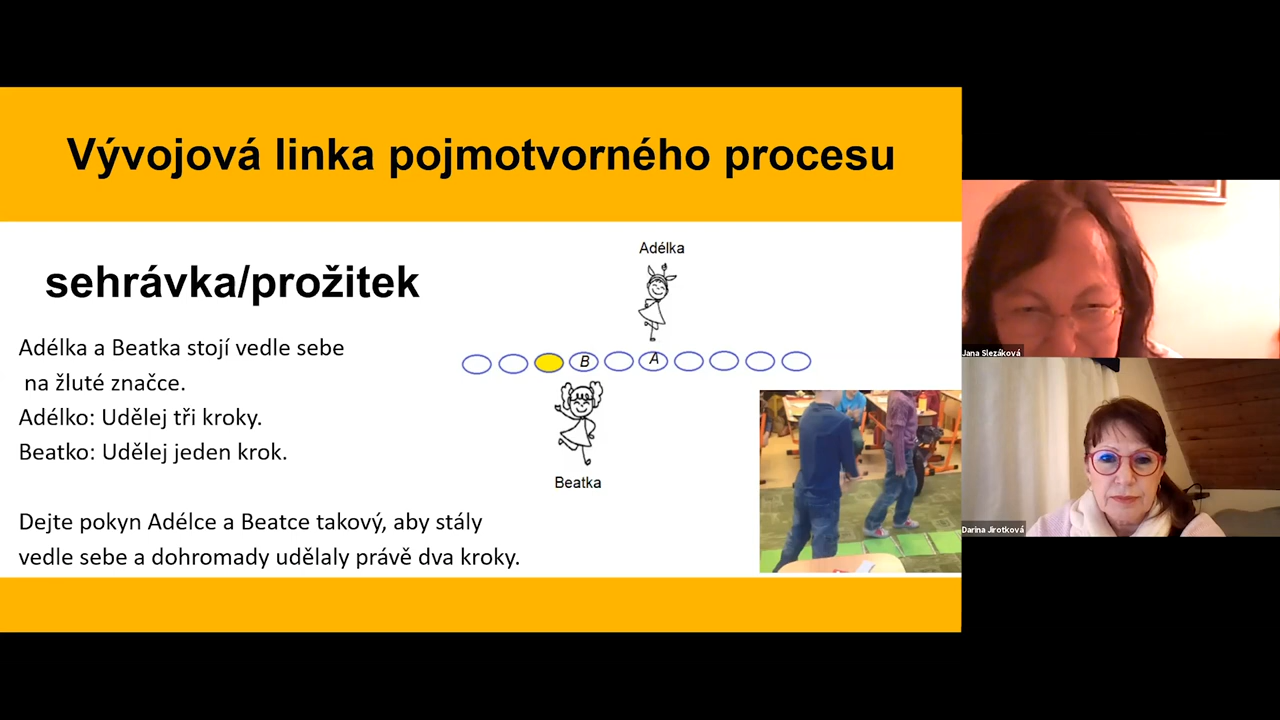 Vývojová linka pojmotvorného procesu
sehrávka/prožitek
Adélka a Beatka stojí vedle sebe
na žluté značce.
Adélko: Udělej tři kroky.
Beatko: Udělej jeden krok.
Dejte pokyn Adélce a Beatce takový, aby stály
vedle sebe a dohromady udělaly právě dva kroky.
Adélka
B
A
Beatka
Jana Slezáková
Darina Jirotková